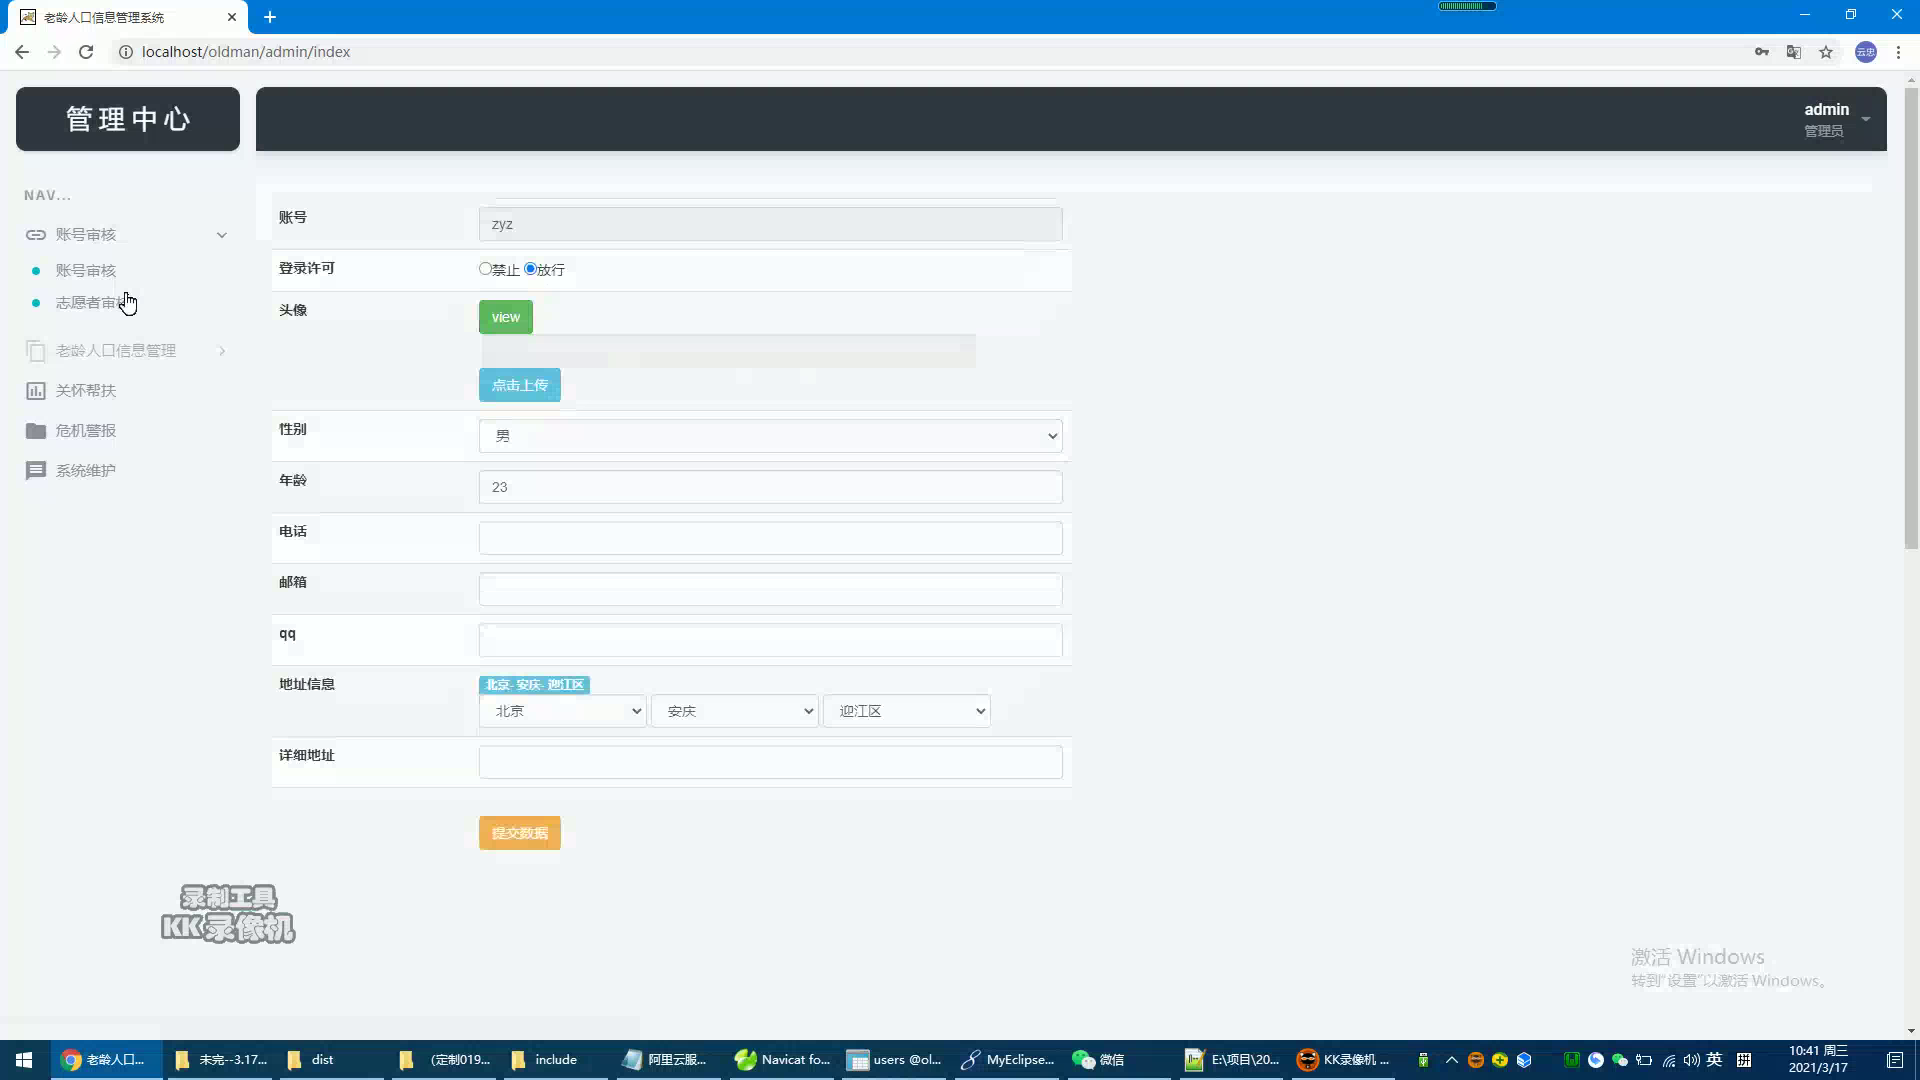 老龄人口信息管理系统
localhost/oldman/admin/index
云忠
管理中心
admin
管理员
NAV...
账号审核
账号审核
志愿者审核
老龄人口信息管理
关怀帮扶
危机警报
系统维护
账号
zyz
登录许可
禁止 放行
头像
view
点击上传
性别
男
年龄
23
电话
邮箱
qq
地址信息
北京- 安庆- 迎江区
北京 安庆 迎江区
详细地址
提交数据
录制工具
KK录像机
激活 Windows
转到"设置"以激活 Windows。
老龄人口... 未完--3.17... dist (定制019... include 阿里云服... Navicat fo... users @ol... MyEclipse... 微信 E:\项目\20... KK录像机 ... 英 10:41 周三
2021/3/17